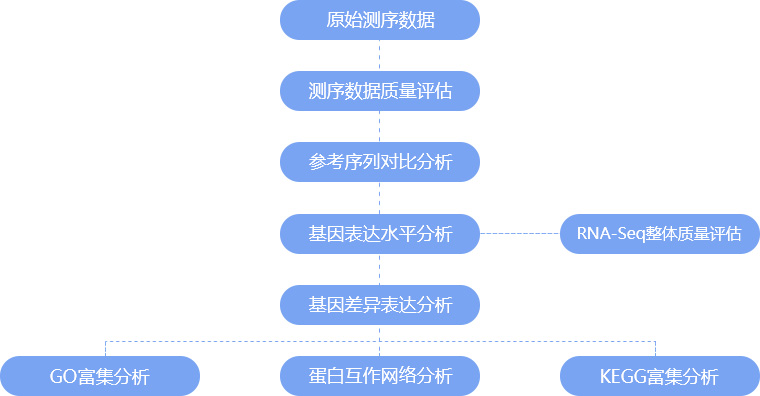 原始测序数据
测序数据质量评估
参考序列对比分析
基因表达水平分析
RNA-Seq整体质量评估
基因差异表达分析
GO富集分析
蛋白互作网络分析
KEGG富集分析